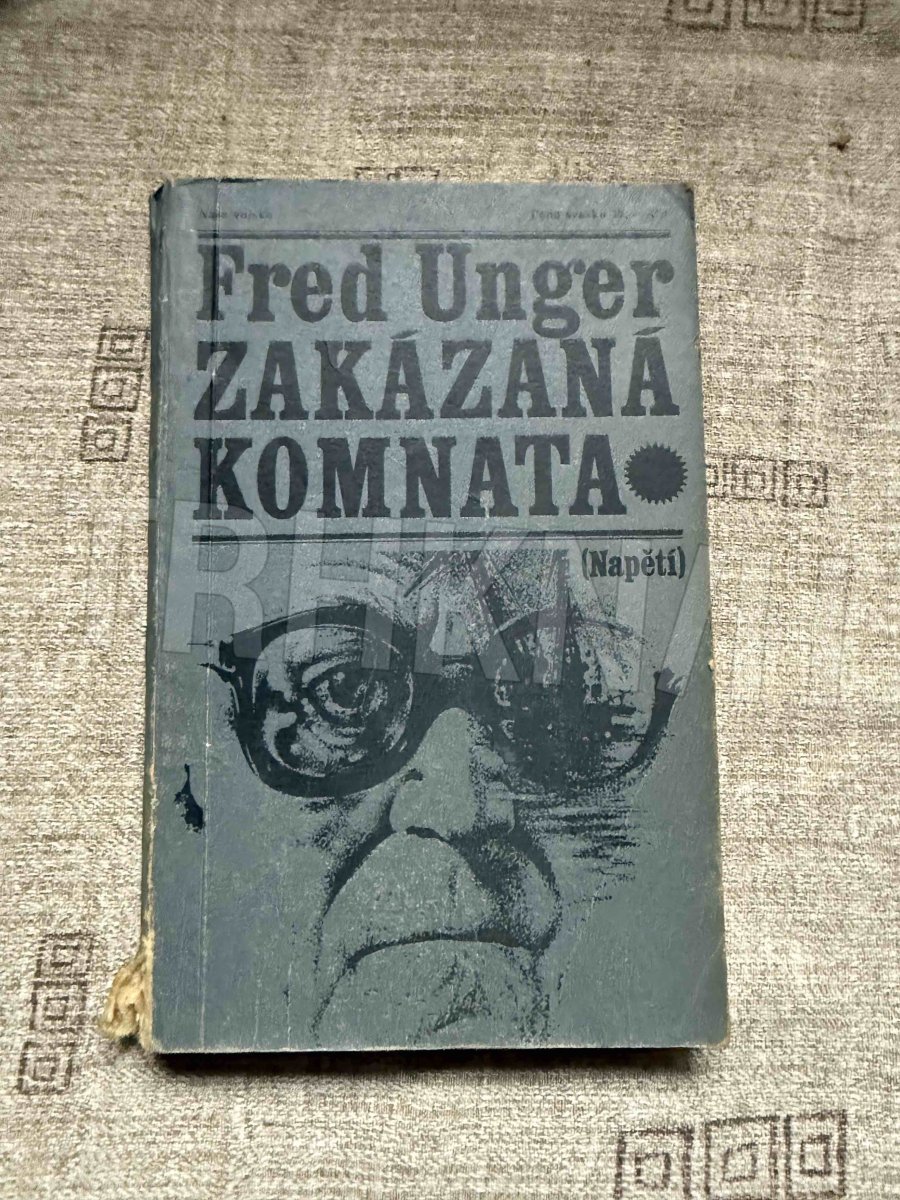 Naše vojsko
Fred Unger
ZAKÁZANÁ
KOMNATA
(Napětí)